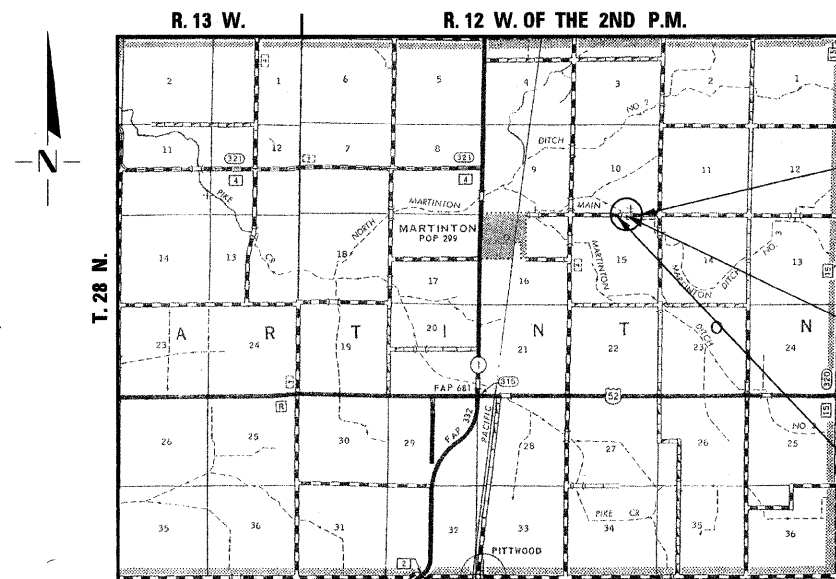 R. 13 W. R. 12 W. OF THE 2ND P.M.
2 1 6 5 4 3 2 1
NO. 2
DITCH
11 12 7 8 9 10 11 12
321 321
4 4
PIKE
MARTINTON MAIN
NORTH
MARTINTON
POP 299
N
T. 28 N.
14 13 18 17 16 15 14 13
CR
MARTINTON
MARTINTON DITCH NO. 3
15
A R T I N T O N
23 24 19 20 21 22 23 24
DITCH
1
FAP 681 315 52 320
R 15
NO. 3
26 25 30 29 28 27 26 25
FAP 332
PACIFIC
35 36 31 32 33 34 35 36
PIKE CR
PITTWOOD
2